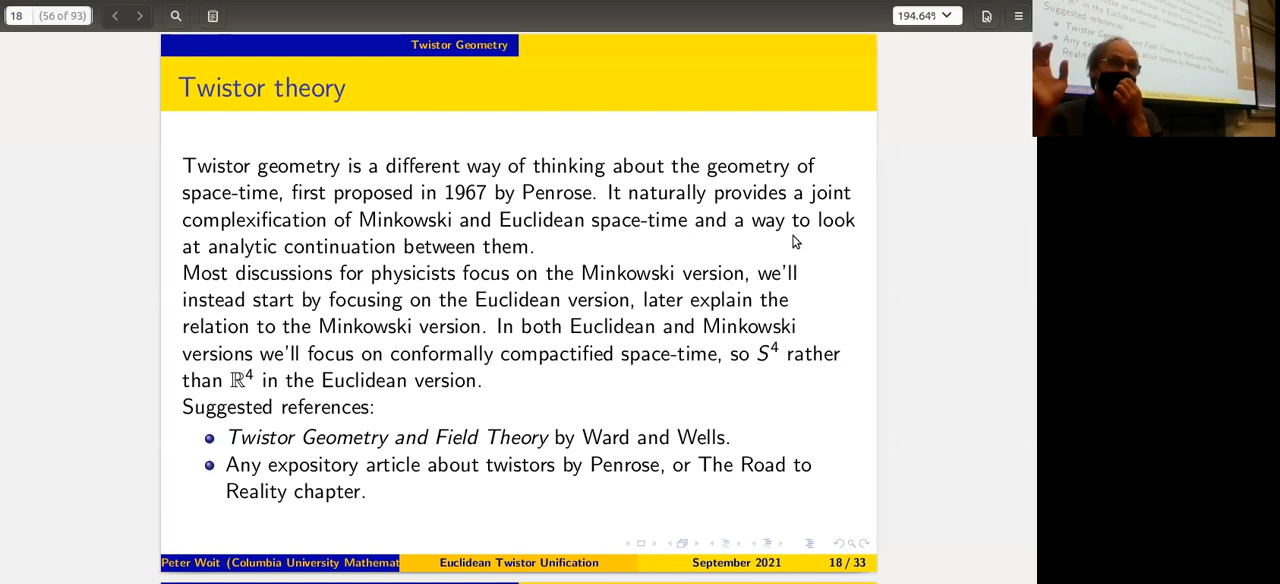 18 (56 of 93)
194.64%
Twistor Geometry
Twistor theory
Twistor geometry is a different way of thinking about the geometry of
space-time, first proposed in 1967 by Penrose. It naturally provides a joint
complexification of Minkowski and Euclidean space-time and a way to look
at analytic continuation between them.
Most discussions for physicists focus on the Minkowski version, we'll
instead start by focusing on the Euclidean version, later explain the
relation to the Minkowski version. In both Euclidean and Minkowski
versions we'll focus on conformally compactified space-time, so S⁴ rather
than ℝ⁴ in the Euclidean version.
Suggested references:
Twistor Geometry and Field Theory by Ward and Wells.
Any expository article about twistors by Penrose, or The Road to
Reality chapter.
Peter Woit (Columbia University Mathemat
Euclidean Twistor Unification
September 2021
18 / 33